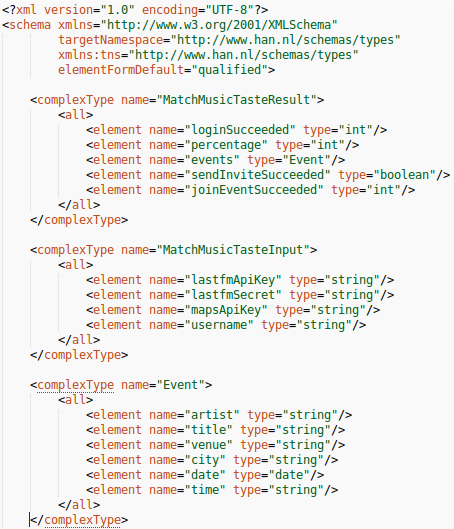 <?xml version="1.0" encoding="UTF-8"?>
<schema xmlns="http://www.w3.org/2001/XMLSchema"
        targetNamespace="http://www.han.nl/schemas/types"
        xmlns:tns="http://www.han.nl/schemas/types"
        elementFormDefault="qualified">

    <complexType name="MatchMusicTasteResult">
        <all>
            <element name="loginSucceeded" type="int"/>
            <element name="percentage" type="int"/>
            <element name="events" type="Event"/>
            <element name="sendInviteSucceeded" type="boolean"/>
            <element name="joinEventSucceeded" type="int"/>
        </all>
    </complexType>

    <complexType name="MatchMusicTasteInput">
        <all>
            <element name="lastfmApiKey" type="string"/>
            <element name="lastfmSecret" type="string"/>
            <element name="mapsApiKey" type="string"/>
            <element name="username" type="string"/>
        </all>
    </complexType>

    <complexType name="Event">
        <all>
            <element name="artist" type="string"/>
            <element name="title" type="string"/>
            <element name="venue" type="string"/>
            <element name="city" type="string"/>
            <element name="date" type="date"/>
            <element name="time" type="string"/>
        </all>
    </complexType>